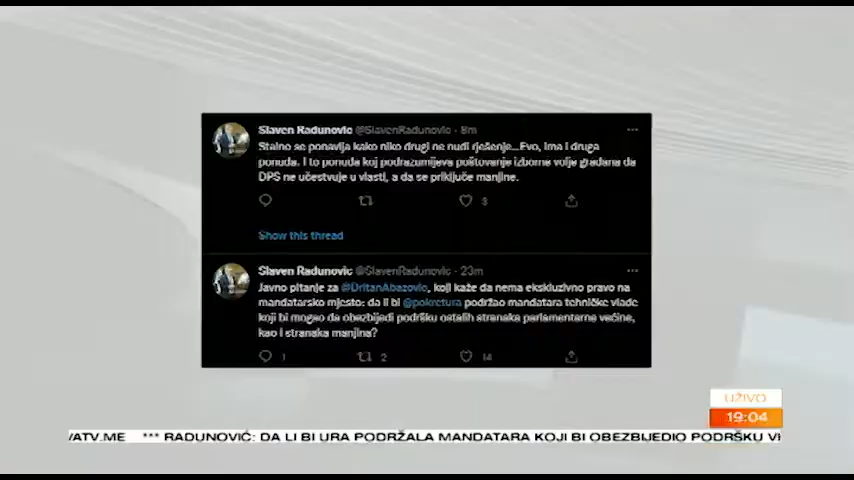 Slaven Radunovic @SlavenRadunovic · 8m
Stalno se ponavlja kako niko drugi ne nudi rješenje...Evo, ima i druga
ponuda. I to ponuda koj podrazumijeva poštovanje izborne volje građana da
DPS ne učestvuje u vlasti, a da se priključe manjine.
3
Show this thread
Slaven Radunovic @SlavenRadunovic · 23m
Javno pitanje za @DritanAbazovic, koji kaže da nema ekskluzivno pravo na
mandatarsko mjesto: da li bi @pokretura podržao mandatara tehničke vlade
koji bi mogao da obezbijedi podršku ostalih stranaka parlamentarne većine,
kao i stranaka manjina?
1 2 14
UŽIVO
19:04
VATV.ME *** RADUNOVIĆ: DA LI BI URA PODRŽALA MANDATARA KOJI BI OBEZBIJEDIO PODRŠKU